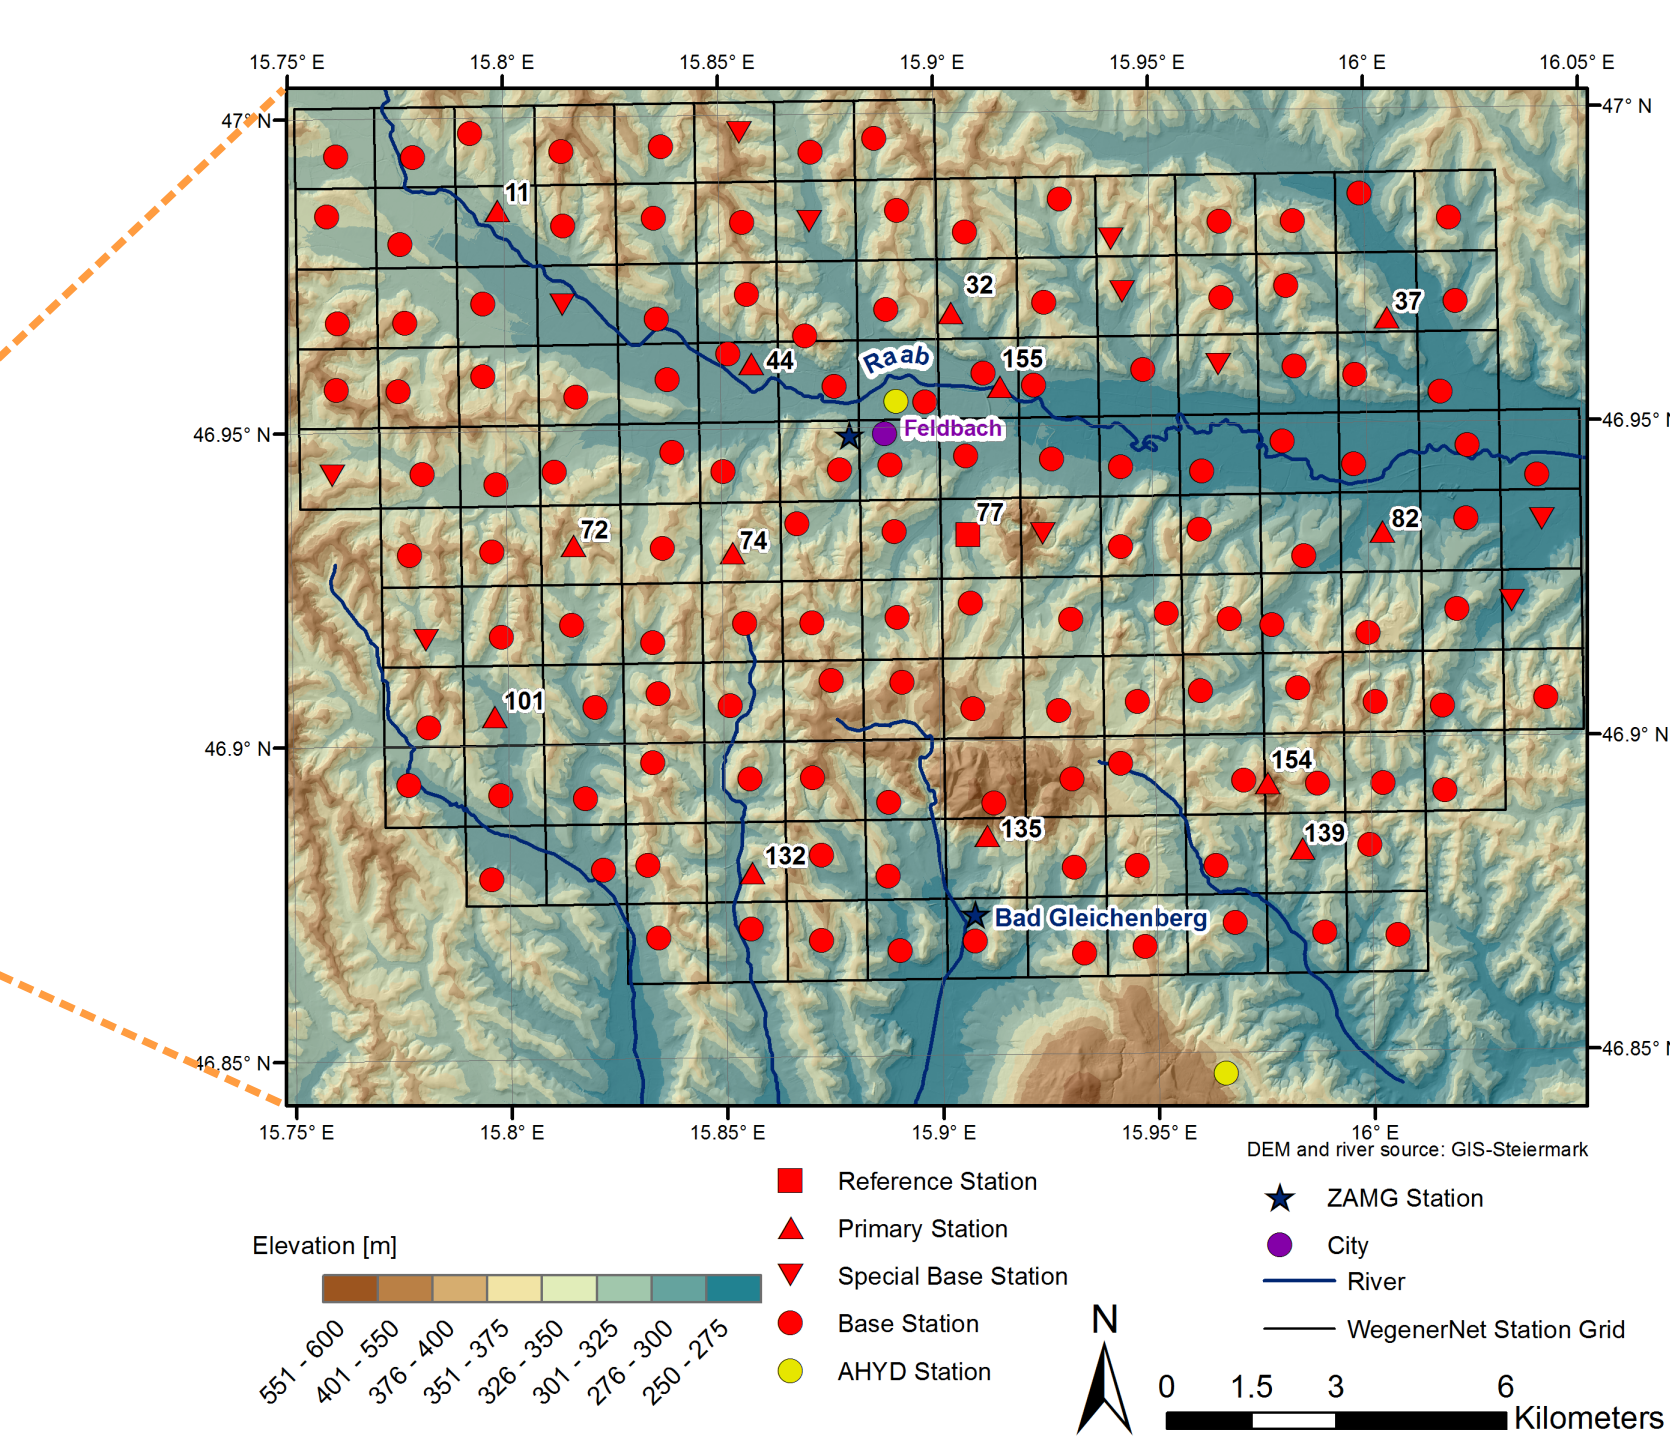 15.75° E 15.8° E 15.85° E 15.9° E 15.95° E 16° E 16.05° E
47° N 47° N
11
32
37
44
Raab
155
46.95° N 46.95° N
Feldbach
72
74
77
82
101
46.9° N 46.9° N
154
132
135
139
Bad Gleichenberg
46.85° N 46.85° N
15.75° E 15.8° E 15.85° E 15.9° E 15.95° E 16° E
DEM and river source: GIS-Steiermark
Reference Station
Primary Station
Special Base Station
Base Station
AHYD Station
ZAMG Station
City
River
WegenerNet Station Grid
Elevation [m]
551 - 600
401 - 550
376 - 400
351 - 375
326 - 350
301 - 325
276 - 300
250 - 275
N
0 1.5 3 6
Kilometers